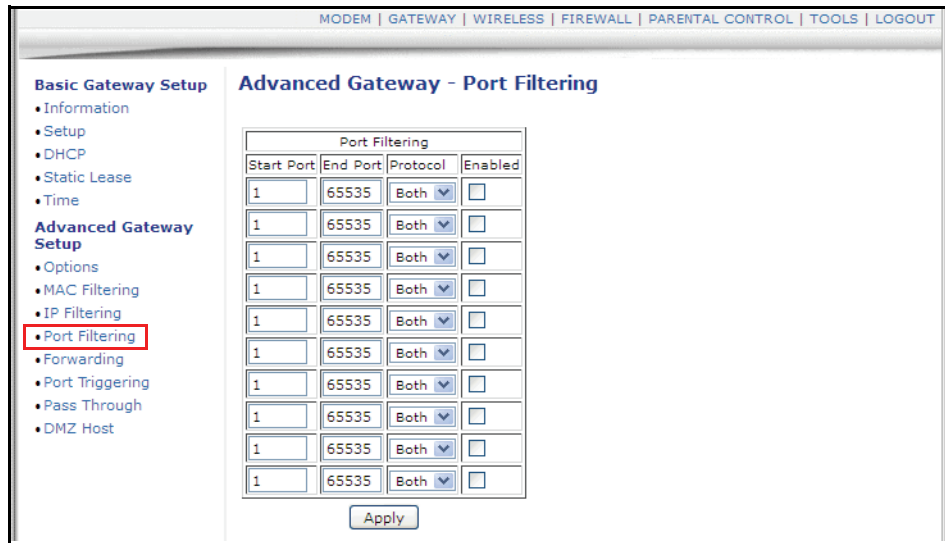 MODEM | GATEWAY | WIRELESS | FIREWALL | PARENTAL CONTROL | TOOLS | LOGOUT
Basic Gateway Setup
• Information
• Setup
• DHCP
• Static Lease
• Time
Advanced Gateway
Setup
• Options
• MAC Filtering
• IP Filtering
• Port Filtering
• Forwarding
• Port Triggering
• Pass Through
• DMZ Host
Advanced Gateway - Port Filtering
Port Filtering
Start Port End Port Protocol Enabled
1 65535 Both
1 65535 Both
1 65535 Both
1 65535 Both
1 65535 Both
1 65535 Both
1 65535 Both
1 65535 Both
1 65535 Both
1 65535 Both
Apply